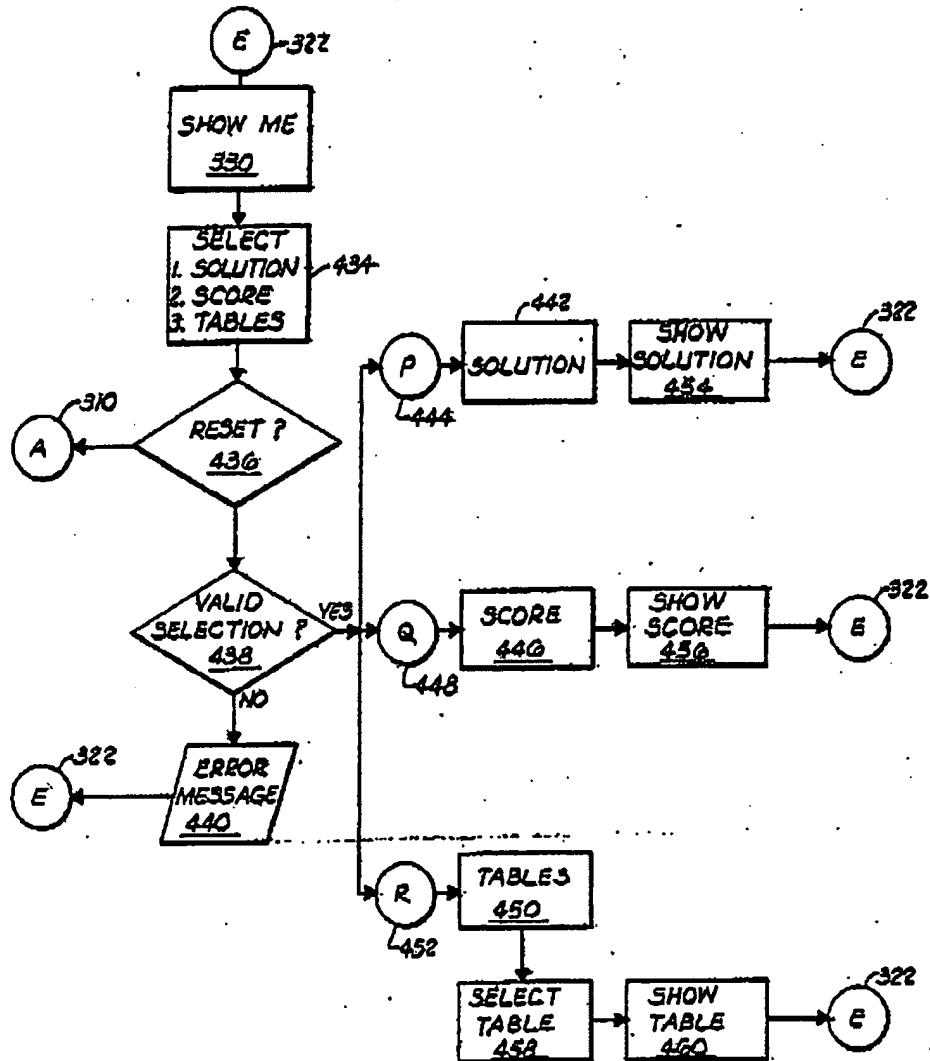 E
322
SHOW ME
330
SELECT
1. SOLUTION
2. SCORE
3. TABLES
434
RESET ?
436
A
310
VALID
SELECTION ?
438
YES
NO
ERROR
MESSAGE
440
E
322
P
444
442
SOLUTION
SHOW
SOLUTION
454
E
322
Q
448
SCORE
446
SHOW
SCORE
456
E
322
R
452
TABLES
450
SELECT
TABLE
458
SHOW
TABLE
460
E
322